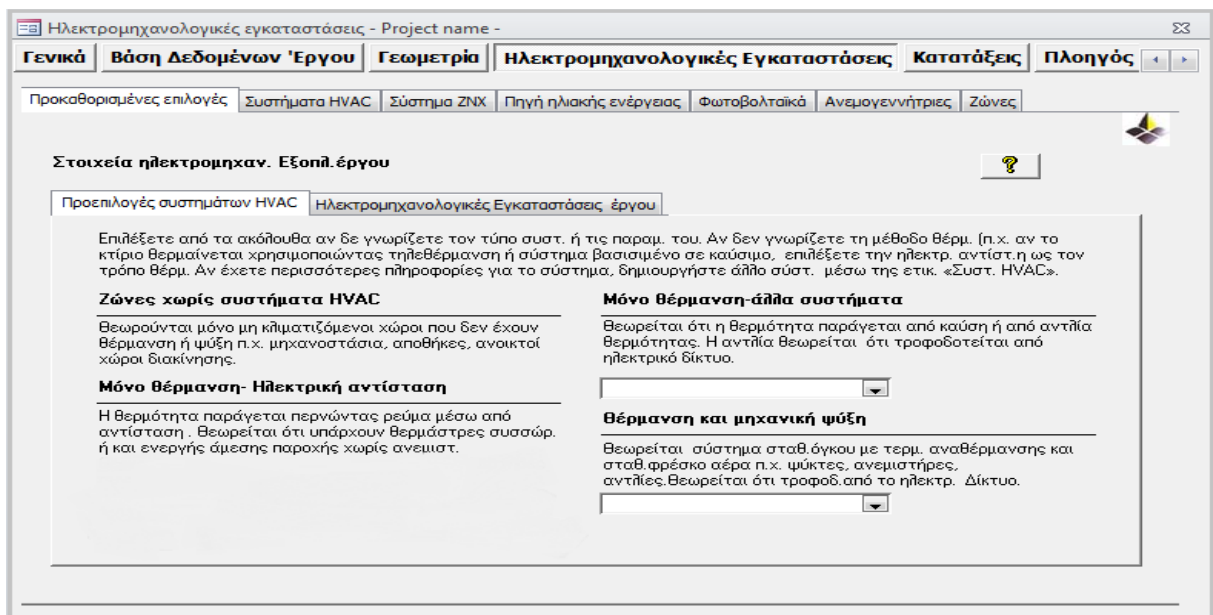 Ηλεκτρομηχανολογικές εγκαταστάσεις - Project name -
Γενικά Βάση Δεδομένων 'Εργου Γεωμετρία Ηλεκτρομηχανολογικές Εγκαταστάσεις Κατατάξεις Πλοηγός
Προκαθορισμένες επιλογές Συστήματα HVAC Σύστημα ΖΝΧ Πηγή ηλιακής ενέργειας Φωτοβολταϊκά Ανεμογεννήτριες Ζώνες
Στοιχεία ηλεκτρομηχαν. Εξοπλ.έργου
?
Προεπιλογές συστημάτων HVAC Ηλεκτρομηχανολογικές Εγκαταστάσεις έργου
Επιλέξετε από τα ακόλουθα αν δε γνωρίζετε τον τύπο συστ. ή τις παραμ. του. Αν δεν γνωρίζετε τη μέθοδο θέρμ. (π.χ. αν το
κτίριο θερμαίνεται χρησιμοποιώντας τηλεθέρμανση ή σύστημα βασισιμένο σε καύσιμο, επιλέξετε την ηλεκτρ. αντίστ.η ως τον
τρόπο θέρμ. Αν έχετε περισσότερες πληροφορίες για το σύστημα, δημιουργήστε άλλο σύστ. μέσω της ετικ. «Συστ. HVAC».
Ζώνες χωρίς συστήματα HVAC
Θεωρούνται μόνο μη κλιματιζόμενοι χώροι που δεν έχουν
θέρμανση ή ψύξη π.χ. μηχανοστάσια, αποθήκες, ανοικτοί
χώροι διακίνησης.
Μόνο θέρμανση- Ηλεκτρική αντίσταση
Η θερμότητα παράγεται περνώντας ρεύμα μέσω από
αντίσταση . Θεωρείται ότι υπάρχουν θερμάστρες συσσώρ.
ή και ενεργής άμεσης παροχής χωρίς ανεμιστ.
Μόνο θέρμανση-άλλα συστήματα
Θεωρείται ότι η θερμότητα παράγεται από καύση ή από αντλία
θερμότητας. Η αντλία θεωρείται ότι τροφοδοτείται από
ηλεκτρικό δίκτυο.
Θέρμανση και μηχανική ψύξη
Θεωρείται σύστημα σταθ.όγκου με τερμ. αναθέρμανσης και
σταθ.φρέσκο αέρα π.χ. ψύκτες, ανεμιστήρες,
αντλίες.Θεωρείται ότι τροφοδ.από το ηλεκτρ. Δίκτυο.